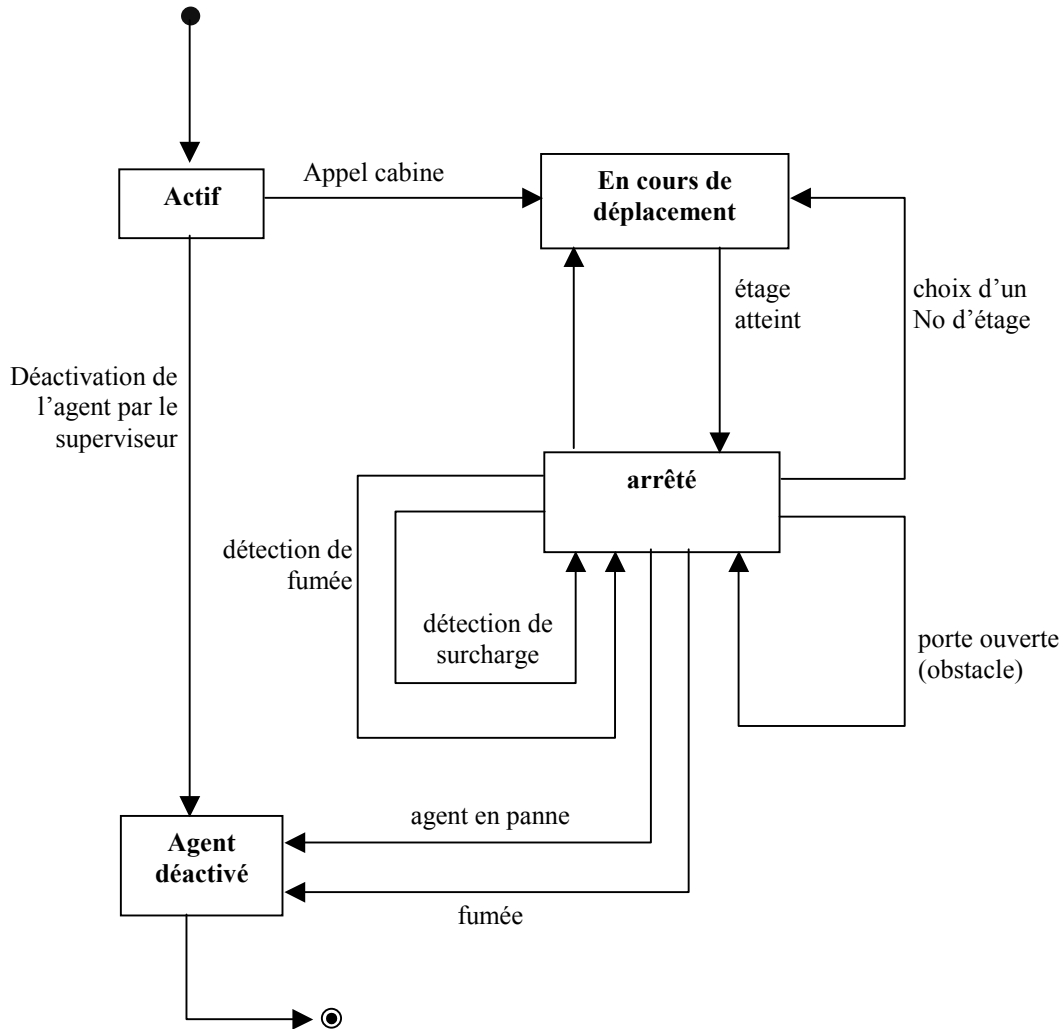 Appel cabine
Actif
En cours de
déplacement
étage
atteint
choix d’un
No d’étage
Déactivation de
l’agent par le
superviseur
arrêté
détection de
fumée
détection de
surcharge
porte ouverte
(obstacle)
agent en panne
Agent
déactivé
fumée